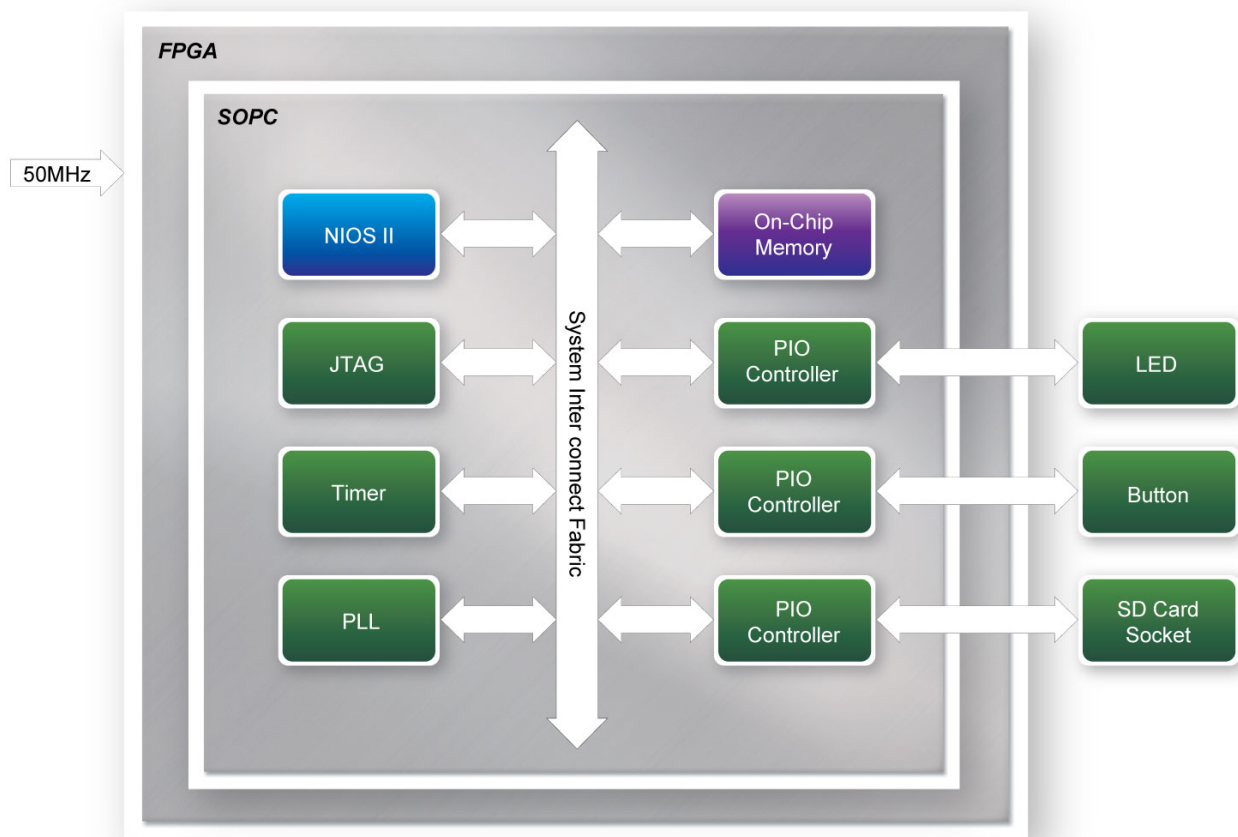 FPGA
SOPC
50MHz
NIOS II
On-Chip
Memory
System Inter connect Fabric
JTAG
PIO
Controller
LED
Timer
PIO
Controller
Button
PLL
PIO
Controller
SD Card
Socket